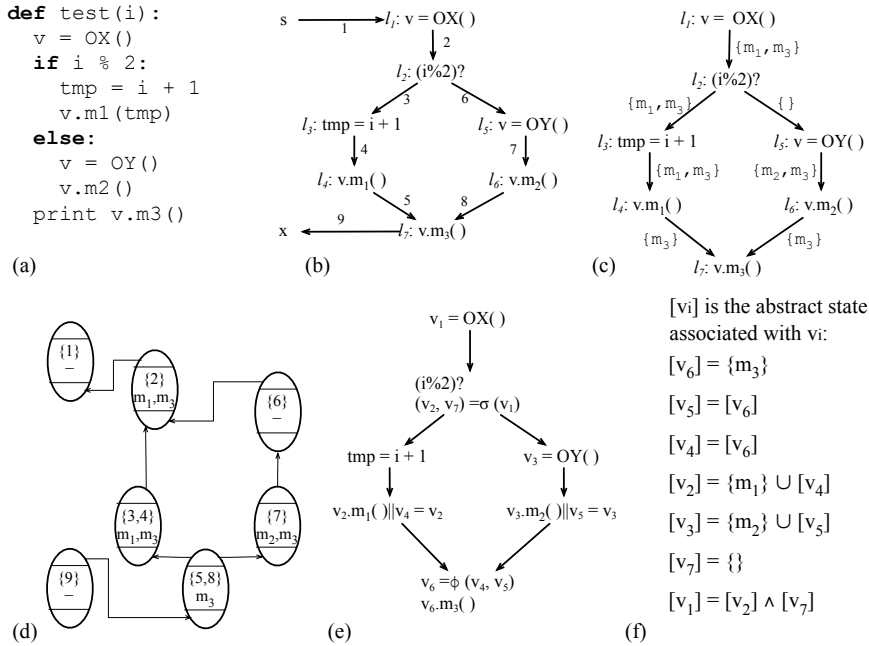 def test(i):
v = OX()
if i % 2:
tmp = i + 1
v.m1(tmp)
else:
v = OY()
v.m2()
print v.m3()
(a)
s
1
l1: v = OX()
2
l2: (i%2)?
3
6
l3: tmp = i + 1
l5: v = OY()
4
7
l4: v.m1( )
l6: v.m2( )
5
8
x
9
l7: v.m3( )
(b)
l1: v = OX()
{m1,m3}
l2: (i%2)?
{m1,m3}
{}
l3: tmp = i + 1
l5: v = OY()
{m1,m3}
{m2,m3}
l4: v.m1( )
l6: v.m2( )
{m3}
{m3}
l7: v.m3( )
(c)
{1}
–
{2}
m1,m3
{6}
–
{3,4}
m1,m3
{7}
m2,m3
{9}
–
{5,8}
m3
(d)
v1 = OX( )
(i%2)?
(v2, v7) =σ (v1)
tmp = i + 1
v3 = OY( )
v2.m1( )||v4 = v2
v3.m2( )||v5 = v3
v6 =ϕ (v4, v5)
v6.m3( )
(e)
[vi] is the abstract state
associated with vi:
[v6] = {m3}
[v5] = [v6]
[v4] = [v6]
[v2] = {m1} ∪ [v4]
[v3] = {m2} ∪ [v5]
[v7] = {}
[v1] = [v2] ∧ [v7]
(f)